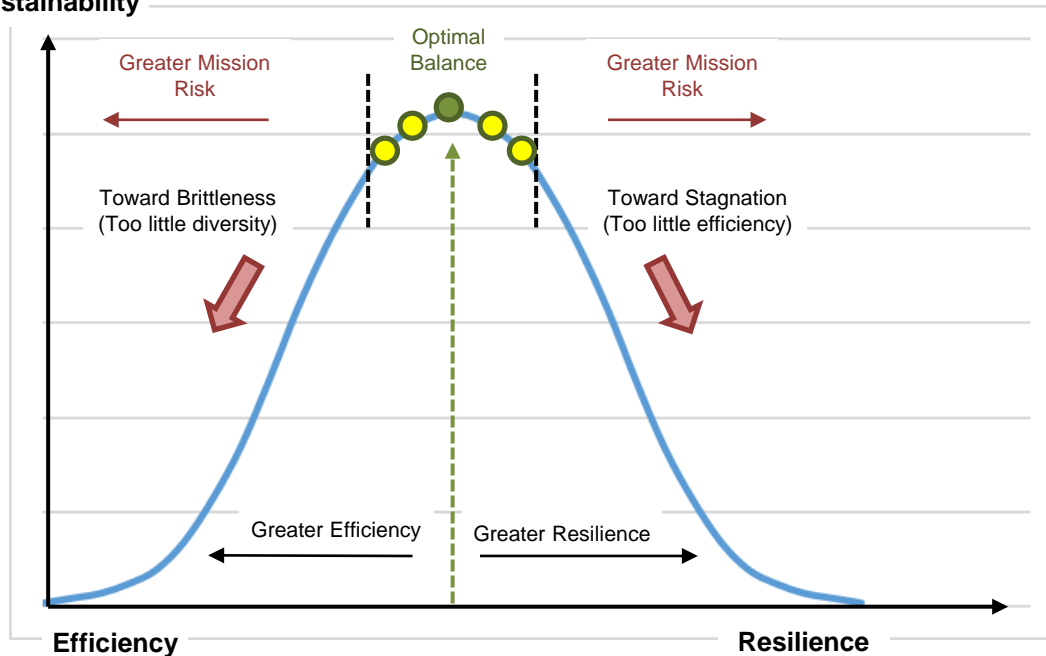 stainability
Optimal
Balance
Greater Mission
Risk
Greater Mission
Risk
Toward Brittleness
(Too little diversity)
Toward Stagnation
(Too little efficiency)
Greater Efficiency
Greater Resilience
Efficiency
Resilience